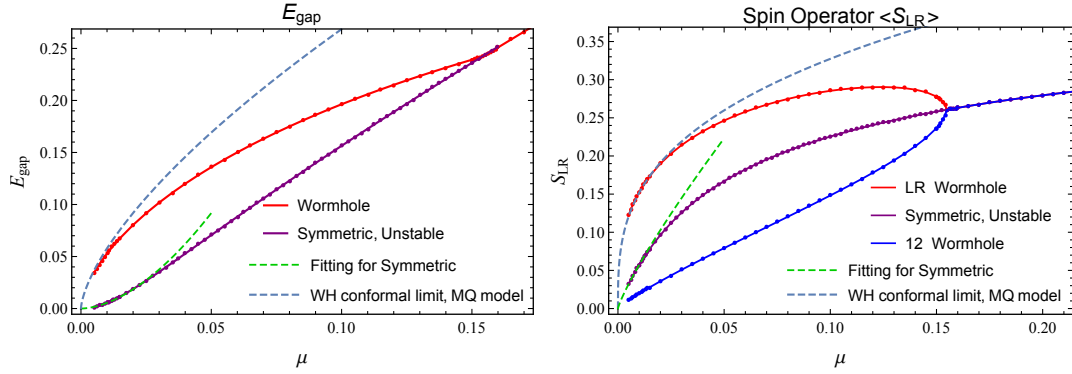 E_gap
E_gap
0.25
0.20
0.15
0.10
0.05
0.00
Wormhole
Symmetric, Unstable
Fitting for Symmetric
WH conformal limit, MQ model
0.00 0.05 0.10 0.15
μ
Spin Operator <S_LR>
S_LR
0.35
0.30
0.25
0.20
0.15
0.10
0.05
0.00
LR Wormhole
Symmetric, Unstable
12 Wormhole
Fitting for Symmetric
WH conformal limit, MQ model
0.00 0.05 0.10 0.15 0.20
μ